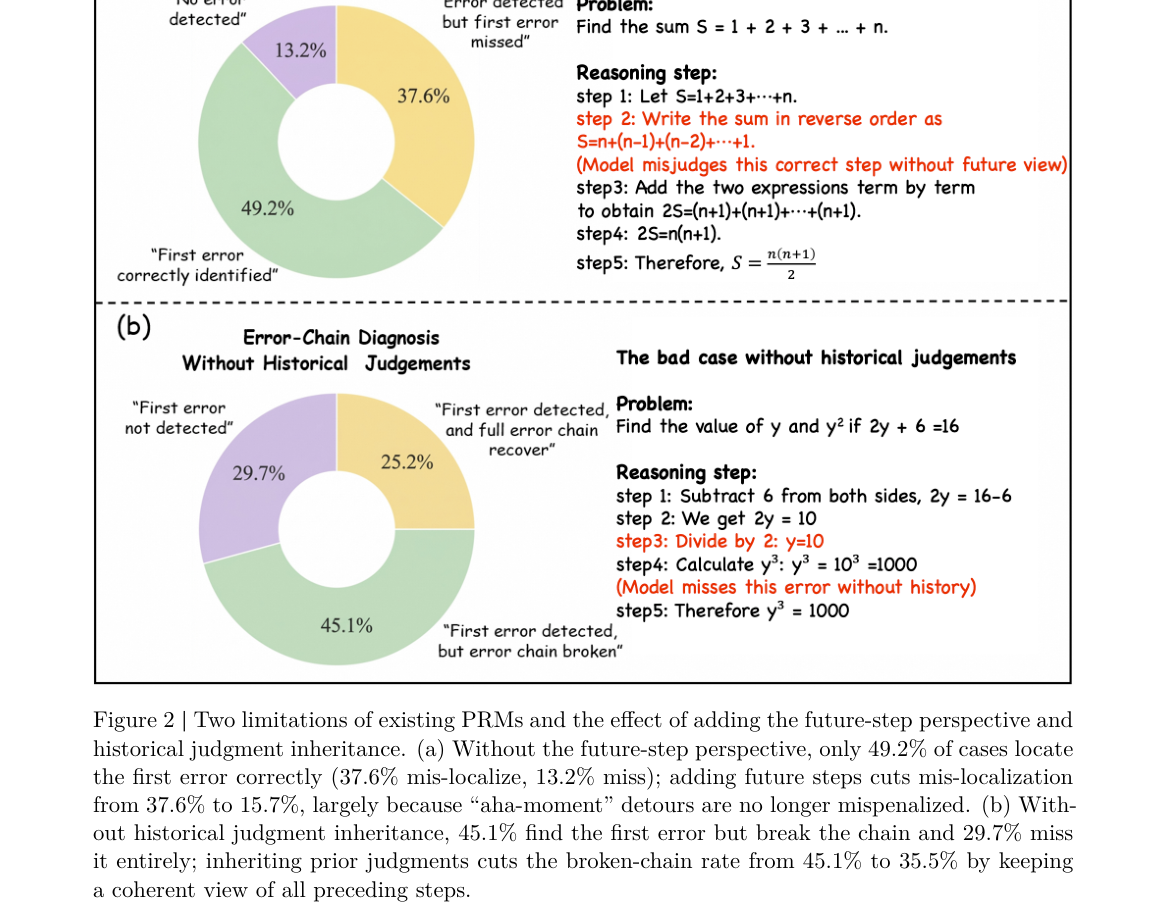 "No error
detected"
"Error detected
but first error
missed"
13.2%
37.6%
49.2%
"First error
correctly identified"
Problem:
Find the sum S = 1 + 2 + 3 + … + n.
Reasoning step:
step 1: Let S=1+2+3+···+n.
step 2: Write the sum in reverse order as
S=n+(n-1)+(n-2)+···+1.
(Model misjudges this correct step without future view)
step3: Add the two expressions term by term
to obtain 2S=(n+1)+(n+1)+···+(n+1).
step4: 2S=n(n+1).
step5: Therefore, S = n(n+1)/2
(b)
Error-Chain Diagnosis
Without Historical Judgements
"First error
not detected"
"First error detected,
and full error chain
recover"
29.7%
25.2%
45.1%
"First error detected,
but error chain broken"
The bad case without historical judgements
Problem:
Find the value of y and y² if 2y + 6 =16
Reasoning step:
step 1: Subtract 6 from both sides, 2y = 16-6
step 2: We get 2y = 10
step3: Divide by 2: y=10
step4: Calculate y³: y³ = 10³ =1000
(Model misses this error without history)
step5: Therefore y³ = 1000
Figure 2 | Two limitations of existing PRMs and the effect of adding the future-step perspective and
historical judgment inheritance. (a) Without the future-step perspective, only 49.2% of cases locate
the first error correctly (37.6% mis-localize, 13.2% miss); adding future steps cuts mis-localization
from 37.6% to 15.7%, largely because “aha-moment” detours are no longer mispenalized. (b) With-
out historical judgment inheritance, 45.1% find the first error but break the chain and 29.7% miss
it entirely; inheriting prior judgments cuts the broken-chain rate from 45.1% to 35.5% by keeping
a coherent view of all preceding steps.